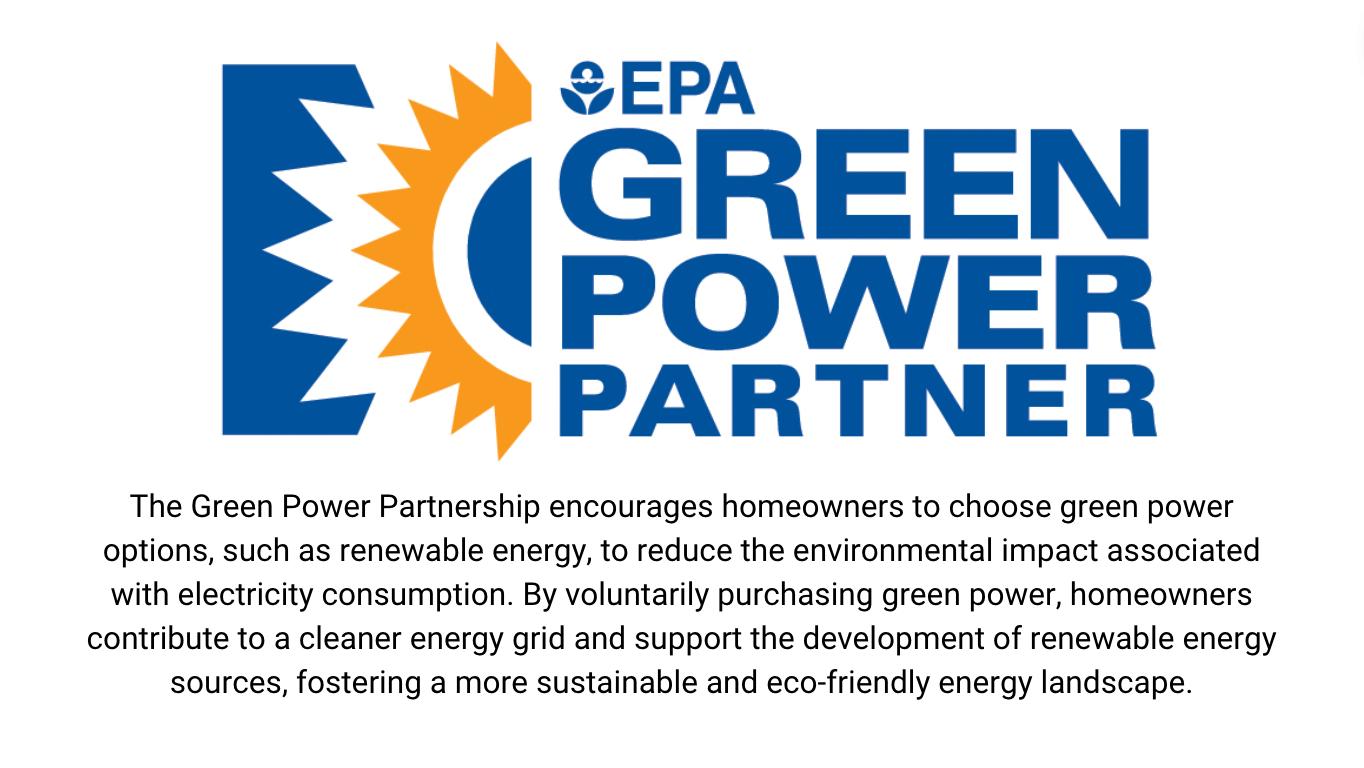 EPA
GREEN
POWER
PARTNER
The Green Power Partnership encourages homeowners to choose green power
options, such as renewable energy, to reduce the environmental impact associated
with electricity consumption. By voluntarily purchasing green power, homeowners
contribute to a cleaner energy grid and support the development of renewable energy
sources, fostering a more sustainable and eco-friendly energy landscape.